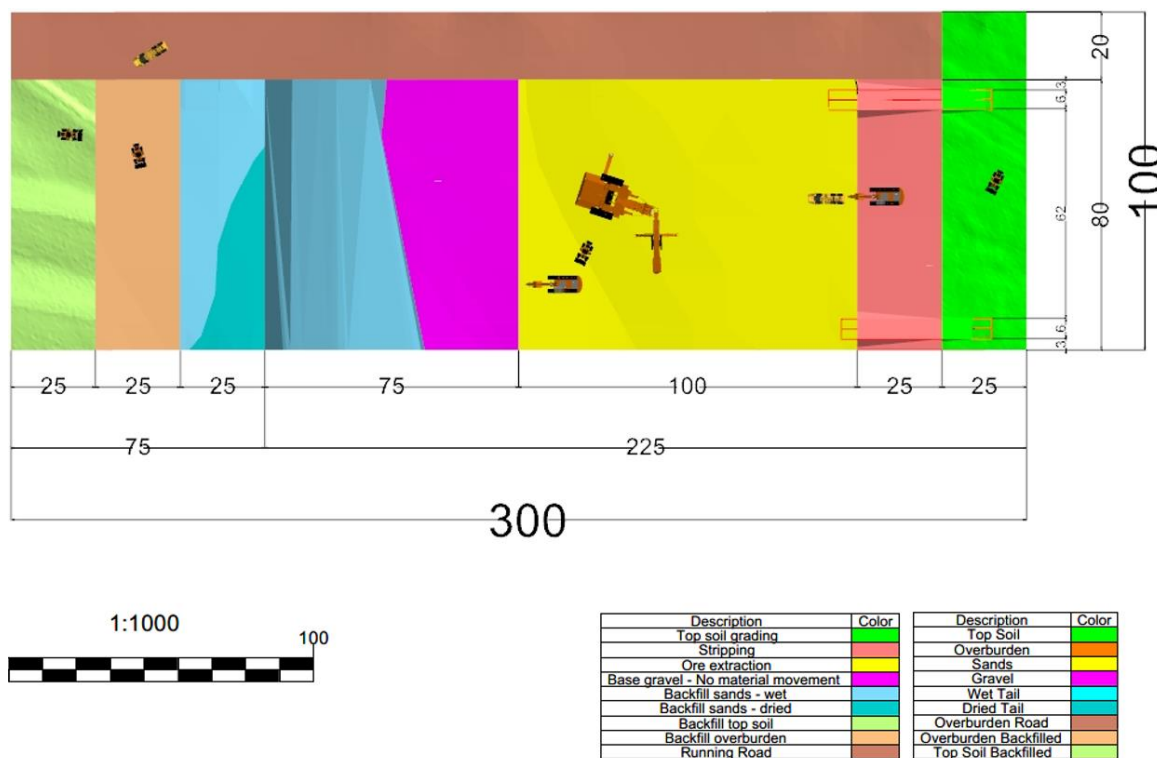 20
6.3
100
62
80
3.6
25 25 25 75 100 25 25
75 225
300
1:1000
100
Description Color
Top soil grading
Stripping
Ore extraction
Base gravel - No material movement
Backfill sands - wet
Backfill sands - dried
Backfill top soil
Backfill overburden
Running Road
Description Color
Top Soil
Overburden
Sands
Gravel
Wet Tail
Dried Tail
Overburden Road
Overburden Backfilled
Top Soil Backfilled